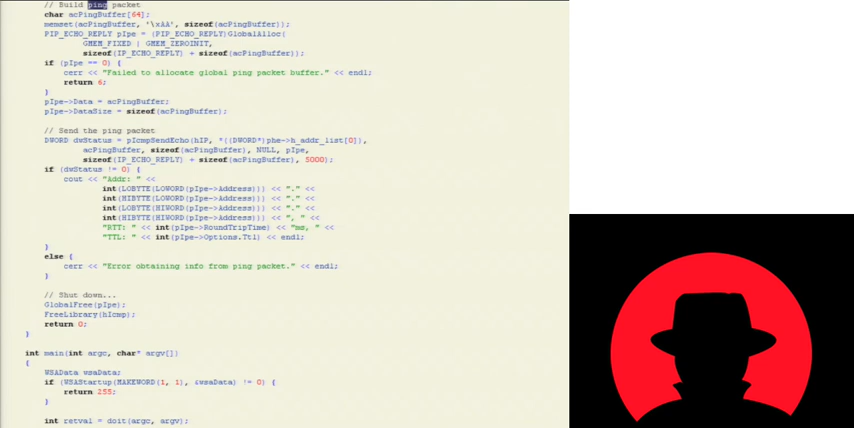 // Build ping packet
char acPingBuffer[64];
memset(acPingBuffer, '\xAA', sizeof(acPingBuffer));
PIP_ECHO_REPLY pIpe = (PIP_ECHO_REPLY)GlobalAlloc(
GMEM_FIXED | GMEM_ZEROINIT,
sizeof(IP_ECHO_REPLY) + sizeof(acPingBuffer));
if (pIpe == 0) {
cerr << "Failed to allocate global ping packet buffer." << endl;
return 6;
}
pIpe->Data = acPingBuffer;
pIpe->DataSize = sizeof(acPingBuffer);
// Send the ping packet
DWORD dwStatus = pIcmpSendEcho(hIP, *((DWORD*)phe->h_addr_list[0]),
acPingBuffer, sizeof(acPingBuffer), NULL, pIpe,
sizeof(IP_ECHO_REPLY) + sizeof(acPingBuffer), 5000);
if (dwStatus != 0) {
cout << "Addr: " <<
int(LOBYTE(LOWORD(pIpe->Address))) << "." <<
int(HIBYTE(LOWORD(pIpe->Address))) << "." <<
int(LOBYTE(HIWORD(pIpe->Address))) << "." <<
int(HIBYTE(HIWORD(pIpe->Address))) << ", " <<
"RTT: " << int(pIpe->RoundTripTime) << "ms, " <<
"TTL: " << int(pIpe->Options.Ttl) << endl;
}
else {
cerr << "Error obtaining info from ping packet." << endl;
}
// Shut down...
GlobalFree(pIpe);
FreeLibrary(hIcmp);
return 0;
}
int main(int argc, char* argv[])
{
WSAData wsaData;
if (WSAStartup(MAKEWORD(1, 1), &wsaData) != 0) {
return 255;
}
int retval = doit(argc, argv);